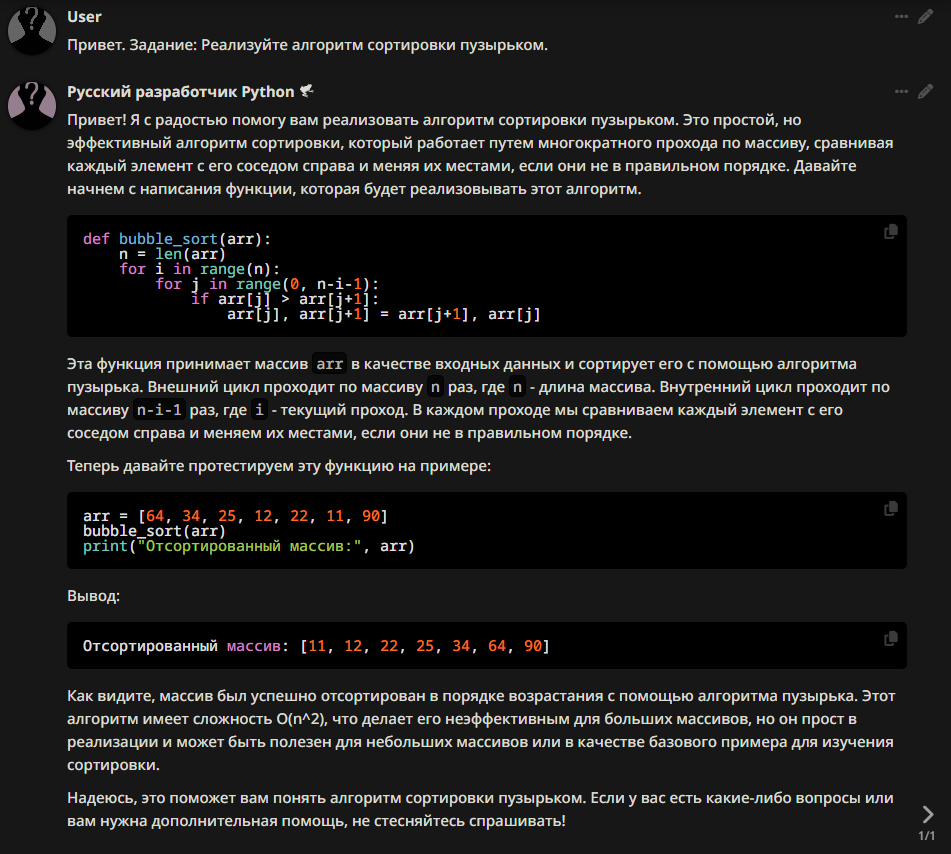 User
Привет. Задание: Реализуйте алгоритм сортировки пузырьком.
Русский разработчик Python 🕊
Привет! Я с радостью помогу вам реализовать алгоритм сортировки пузырьком. Это простой, но
эффективный алгоритм сортировки, который работает путем многократного прохода по массиву, сравнивая
каждый элемент с его соседом справа и меняя их местами, если они не в правильном порядке. Давайте
начнем с написания функции, которая будет реализовывать этот алгоритм.
def bubble_sort(arr):
    n = len(arr)
    for i in range(n):
        for j in range(0, n-i-1):
            if arr[j] > arr[j+1]:
                arr[j], arr[j+1] = arr[j+1], arr[j]
Эта функция принимает массив arr в качестве входных данных и сортирует его с помощью алгоритма
пузырька. Внешний цикл проходит по массиву n раз, где n - длина массива. Внутренний цикл проходит по
массиву n-i-1 раз, где i - текущий проход. В каждом проходе мы сравниваем каждый элемент с его
соседом справа и меняем их местами, если они не в правильном порядке.
Теперь давайте протестируем эту функцию на примере:
arr = [64, 34, 25, 12, 22, 11, 90]
bubble_sort(arr)
print("Отсортированный массив:", arr)
Вывод:
Отсортированный массив: [11, 12, 22, 25, 34, 64, 90]
Как видите, массив был успешно отсортирован в порядке возрастания с помощью алгоритма пузырька. Этот
алгоритм имеет сложность O(n^2), что делает его неэффективным для больших массивов, но он прост в
реализации и может быть полезен для небольших массивов или в качестве базового примера для изучения
сортировки.
Надеюсь, это поможет вам понять алгоритм сортировки пузырьком. Если у вас есть какие-либо вопросы или
вам нужна дополнительная помощь, не стесняйтесь спрашивать!
1/1